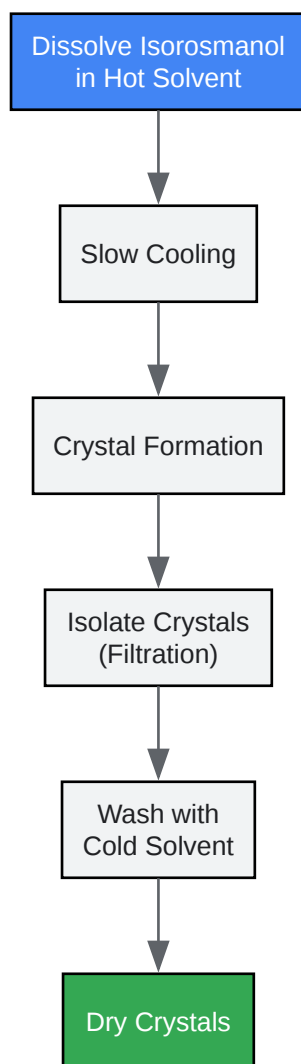 Dissolve Isorosmanol
in Hot Solvent
Slow Cooling
Crystal Formation
Isolate Crystals
(Filtration)
Wash with
Cold Solvent
Dry Crystals